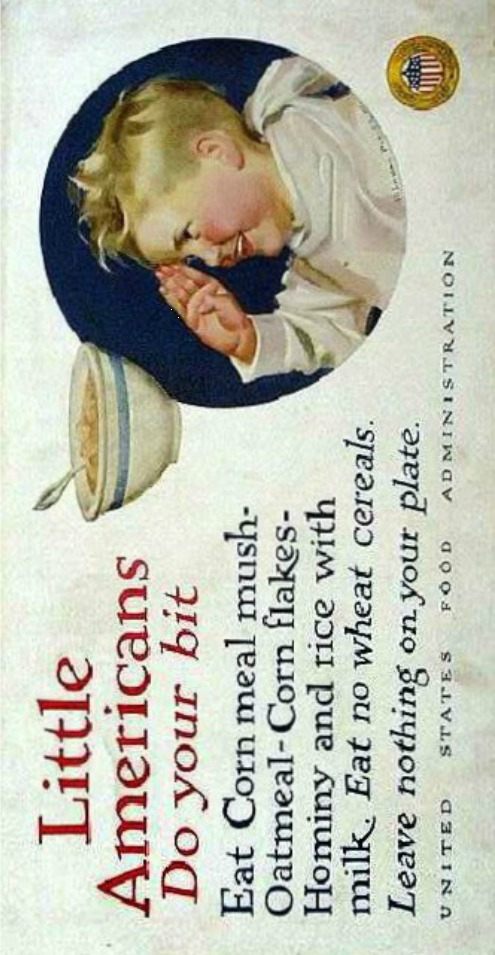 Little
Americans
Do your bit
Eat Corn meal mush-
Oatmeal-Corn flakes-
Hominy and rice with
milk. Eat no wheat cereals.
Leave nothing on your plate.
UNITED STATES FOOD ADMINISTRATION